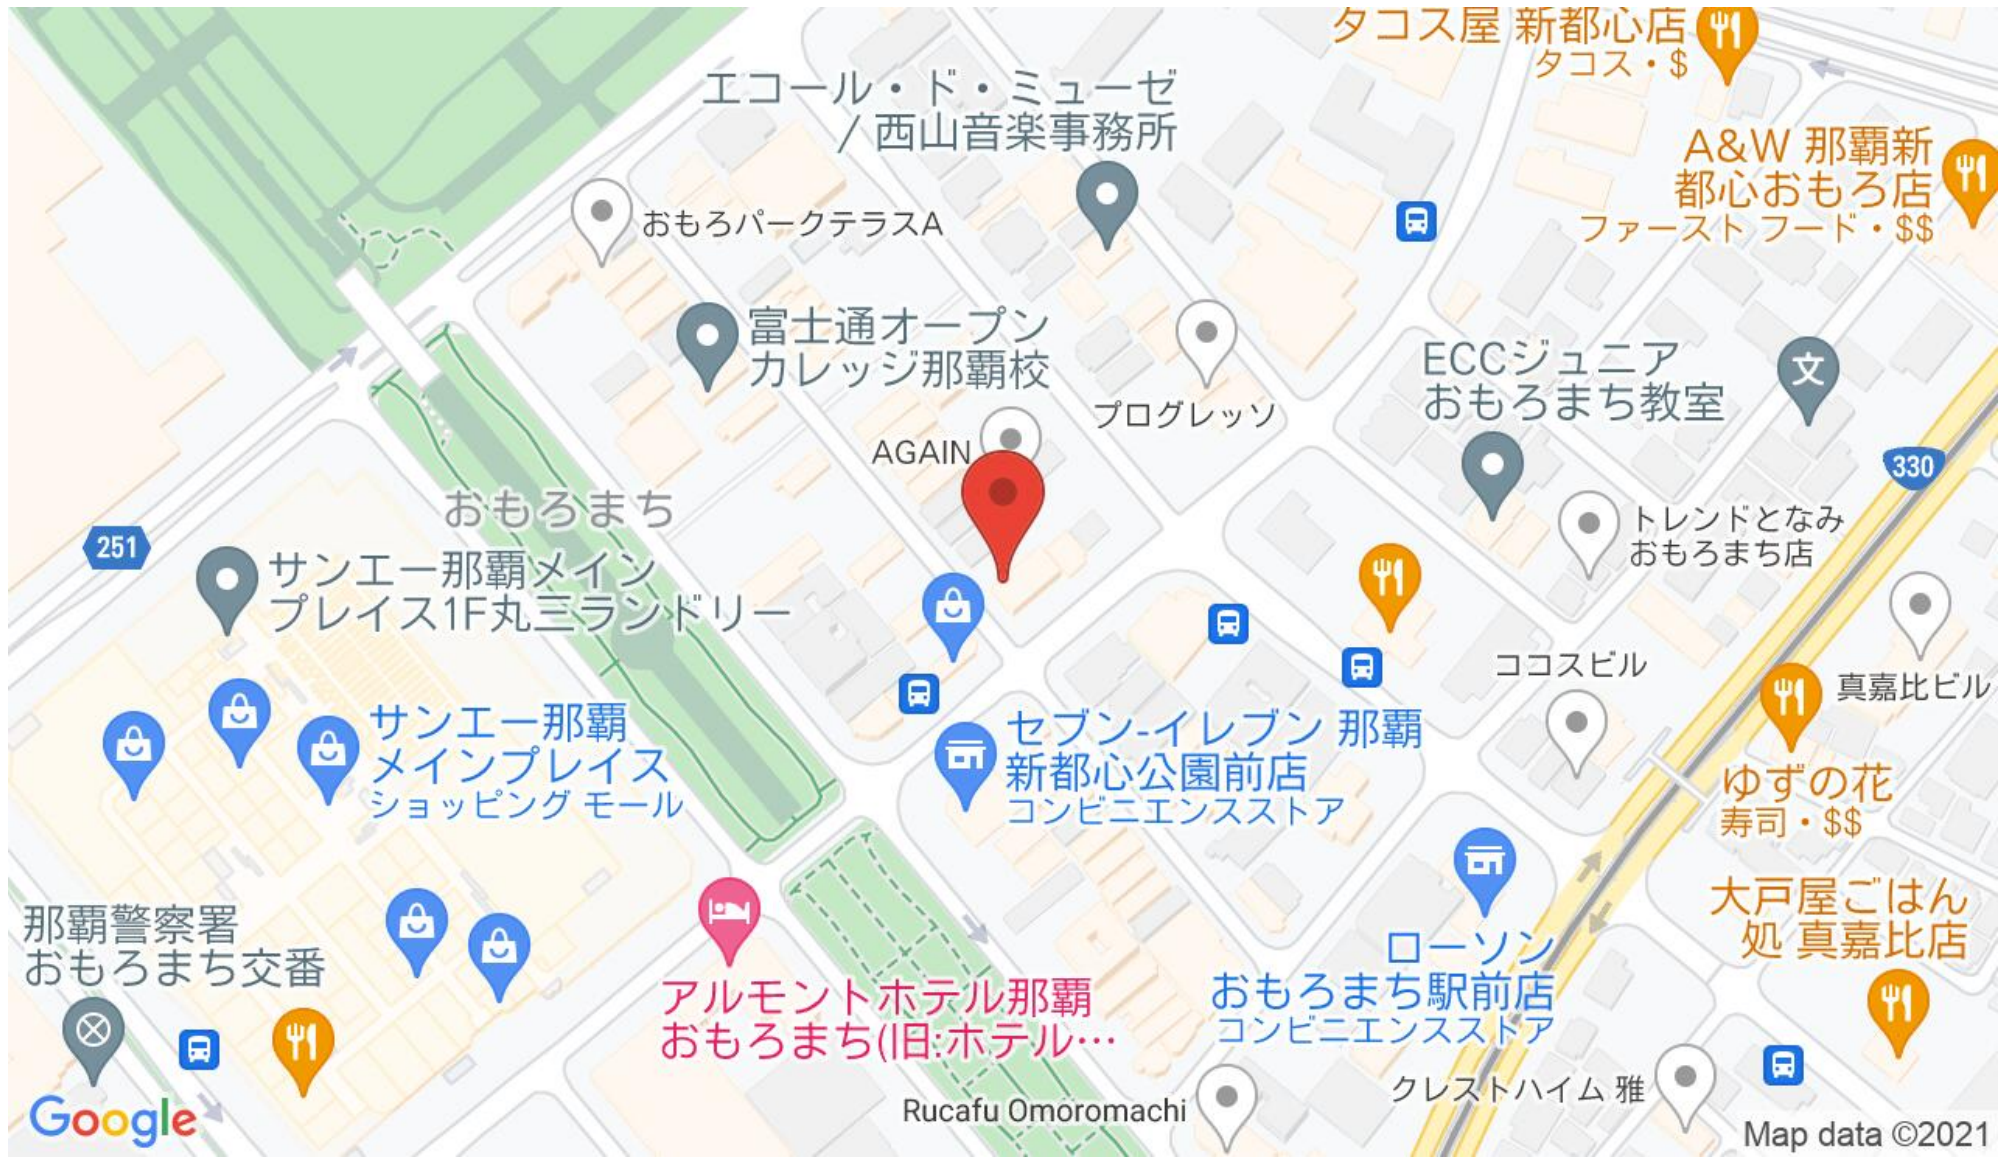 タコス屋 新都心店
タコス・$
エコール・ド・ミューゼ
/ 西山音楽事務所
A&W 那覇新
都心おもろ店
ファースト フード・$$
おもろパークテラスA
富士通オープン
カレッジ那覇校
プログレッソ
ECCジュニア
おもろまち教室
文
AGAIN
330
おもろまち
251
トレンドとなみ
おもろまち店
サンエー那覇メイン
プレイス1F丸三ランドリー
ココスビル
真嘉比ビル
サンエー那覇
メインプレイス
ショッピング モール
セブン-イレブン 那覇
新都心公園前店
コンビニエンスストア
ゆずの花
寿司・$$
大戸屋ごはん
処 真嘉比店
那覇警察署
おもろまち交番
ローソン
おもろまち駅前店
コンビニエンスストア
アルモントホテル那覇
おもろまち(旧:ホテル…
クレストハイム 雅
Rucafu Omoromachi
Google
Map data ©2021